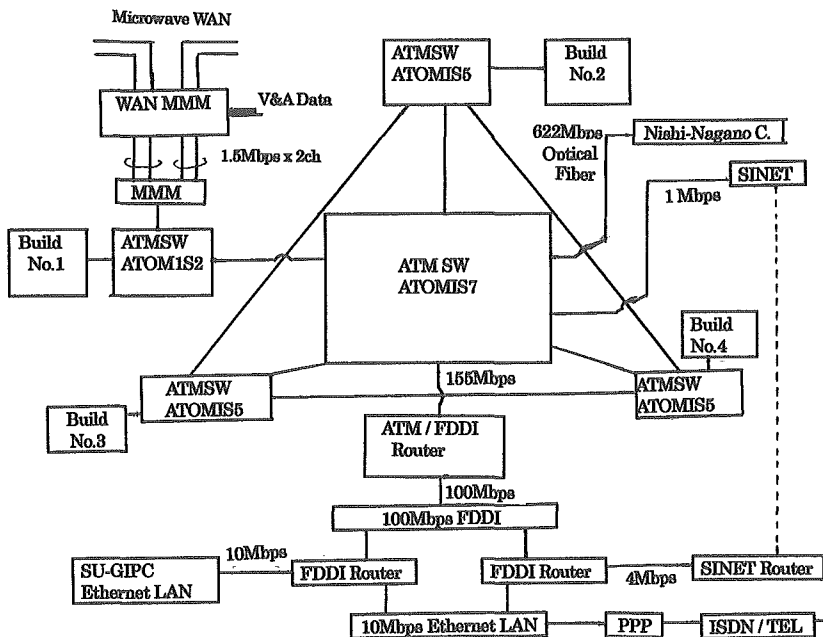 Microwave WAN
WAN MMM
V&A Data
1.5Mbps x 2ch
MMM
Build
No.1
ATMSW
ATOM1S2
ATMSW
ATOMIS5
Build
No.2
622Mbps
Optical
Fiber
Nishi-Nagano C.
SINET
1 Mbps
ATM SW
ATOMIS7
Build
No.4
ATMSW
ATOMIS5
Build
No.3
ATMSW
ATOMIS5
155Mbps
ATM / FDDI
Router
100Mbps
100Mbps FDDI
SU-GIPC
Ethernet LAN
10Mbps
FDDI Router
FDDI Router
4Mbps
SINET Router
10Mbps Ethernet LAN
PPP
ISDN / TEL